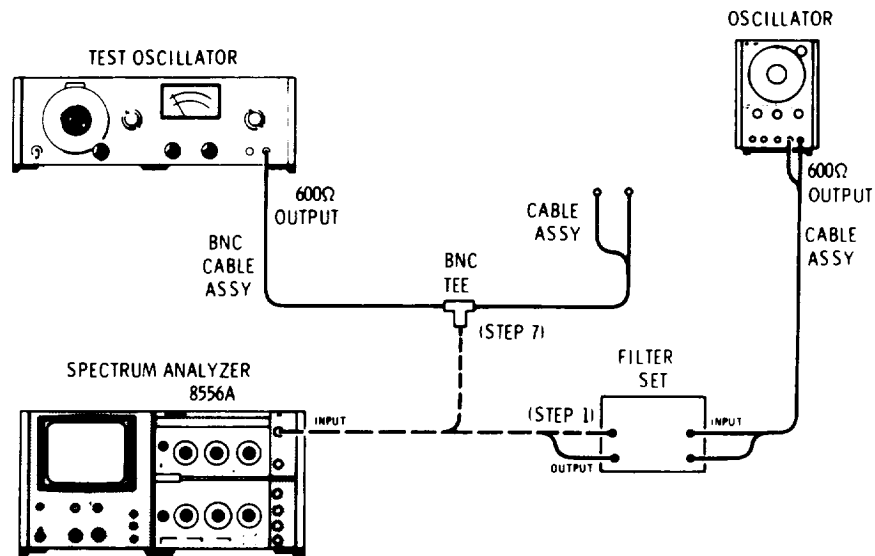 OSCILLATOR
TEST OSCILLATOR
600Ω
OUTPUT
600Ω
OUTPUT
BNC
CABLE
ASSY
CABLE
ASSY
CABLE
ASSY
BNC
TEE
(STEP 7)
FILTER
SET
SPECTRUM ANALYZER
8556A
INPUT
(STEP 1)
INPUT
OUTPUT